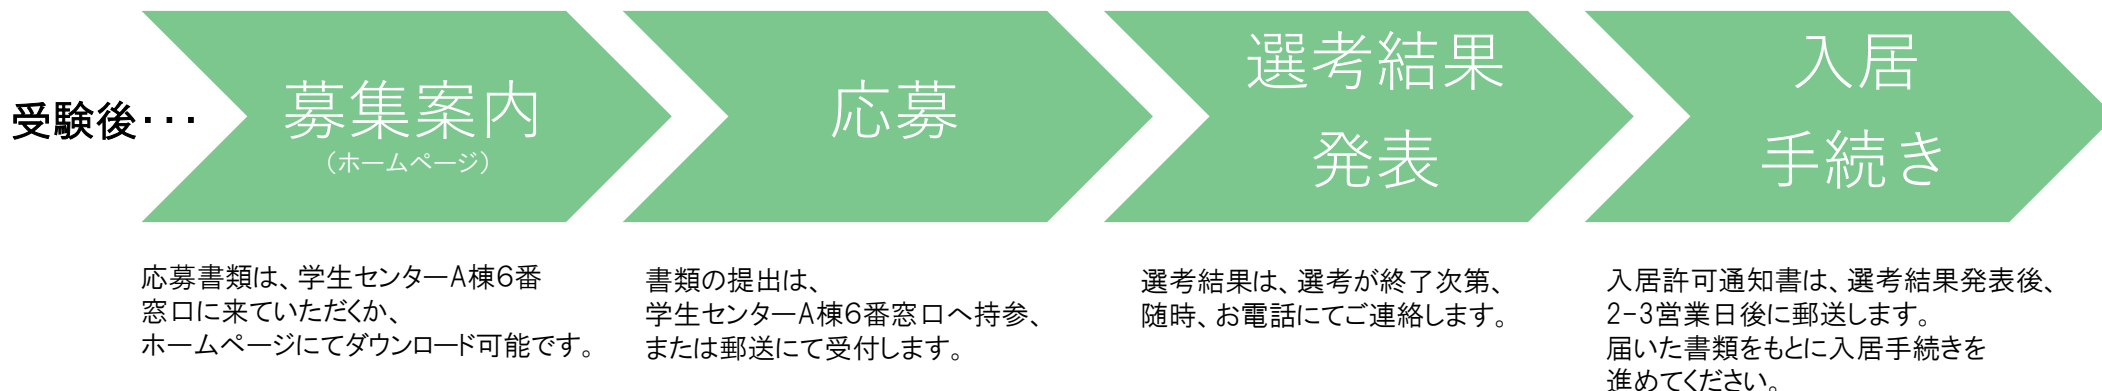 受験後･･･
募集案内
（ホームページ）
応募書類は、学生センターA棟6番
窓口に来ていただくか、
ホームページにてダウンロード可能です。
応募
書類の提出は、
学生センターA棟6番窓口へ持参、
または郵送にて受付します。
選考結果
発表
選考結果は、選考が終了次第、
随時、お電話にてご連絡します。
入居
手続き
入居許可通知書は、選考結果発表後、
2-3営業日後に郵送します。
届いた書類をもとに入居手続きを
進めてください。